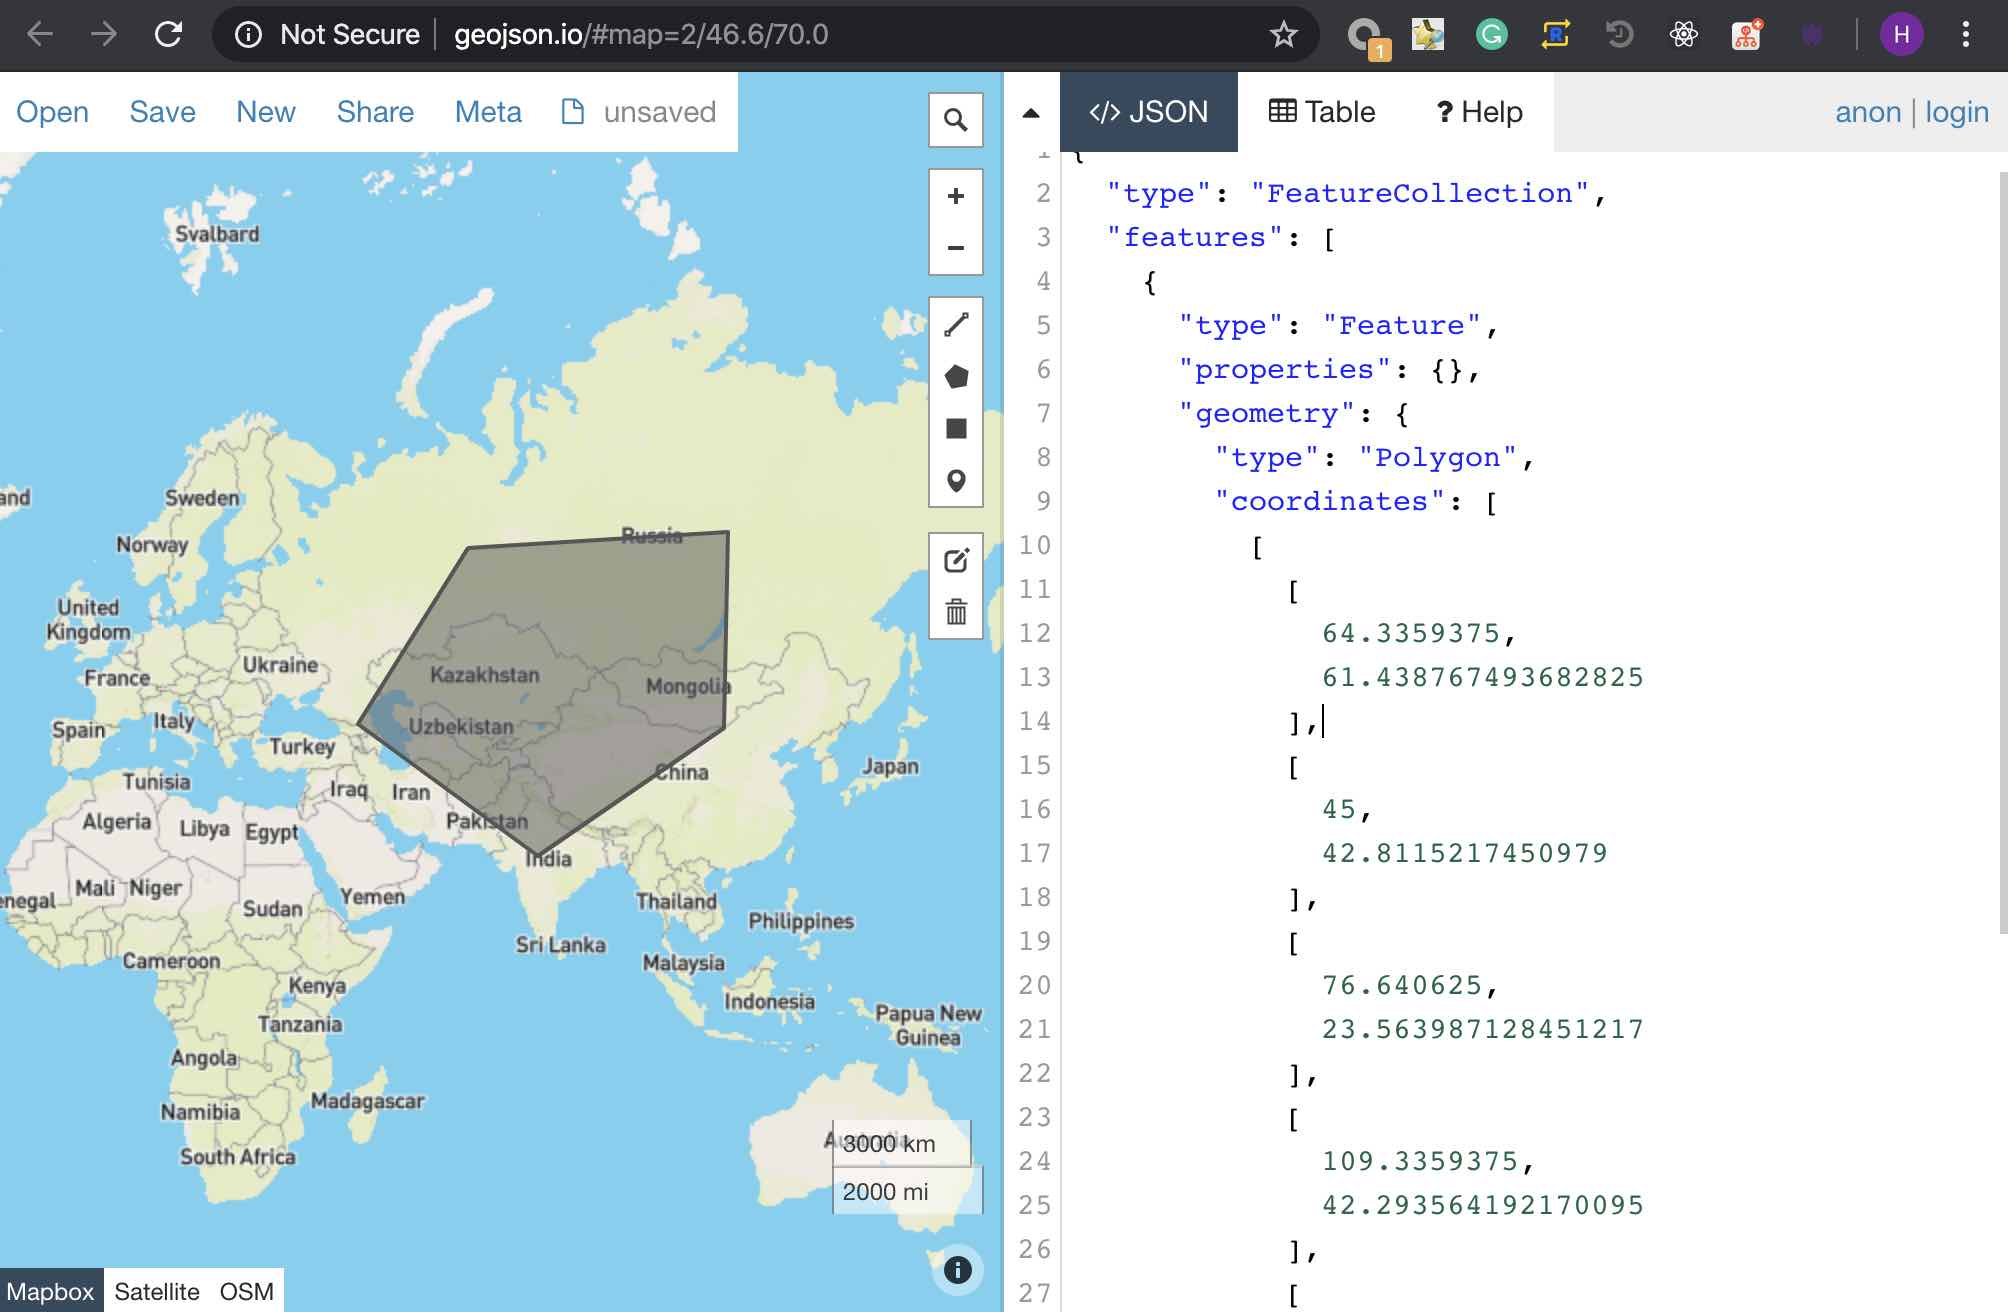 Not Secure geojson.io/#map=2/46.6/70.0
1
G
R
H
Open Save New Share Meta unsaved
</> JSON Table ? Help
anon | login
Svalbard
Sweden
Norway
Russia
United
Kingdom
Ukraine
France
Kazakhstan
Mongolia
Spain
Italy
Uzbekistan
Turkey
Tunisia
Iraq
Iran
China
Japan
Algeria
Libya
Egypt
Pakistan
India
Mali
Niger
Yemen
enegal
Sudan
Thailand
Philippines
Sri Lanka
Cameroon
Malaysia
Kenya
Indonesia
Tanzania
Papua New
Guinea
Angola
Madagascar
Namibia
South Africa
Australia
3000 km
2000 mi
and
Mapbox Satellite OSM
1 {
2 "type": "FeatureCollection",
3 "features": [
4 {
5 "type": "Feature",
6 "properties": {},
7 "geometry": {
8 "type": "Polygon",
9 "coordinates": [
10 [
11 [
12 64.3359375,
13 61.438767493682825
14 ],
15 [
16 45,
17 42.8115217450979
18 ],
19 [
20 76.640625,
21 23.563987128451217
22 ],
23 [
24 109.3359375,
25 42.293564192170095
26 ],
27 [